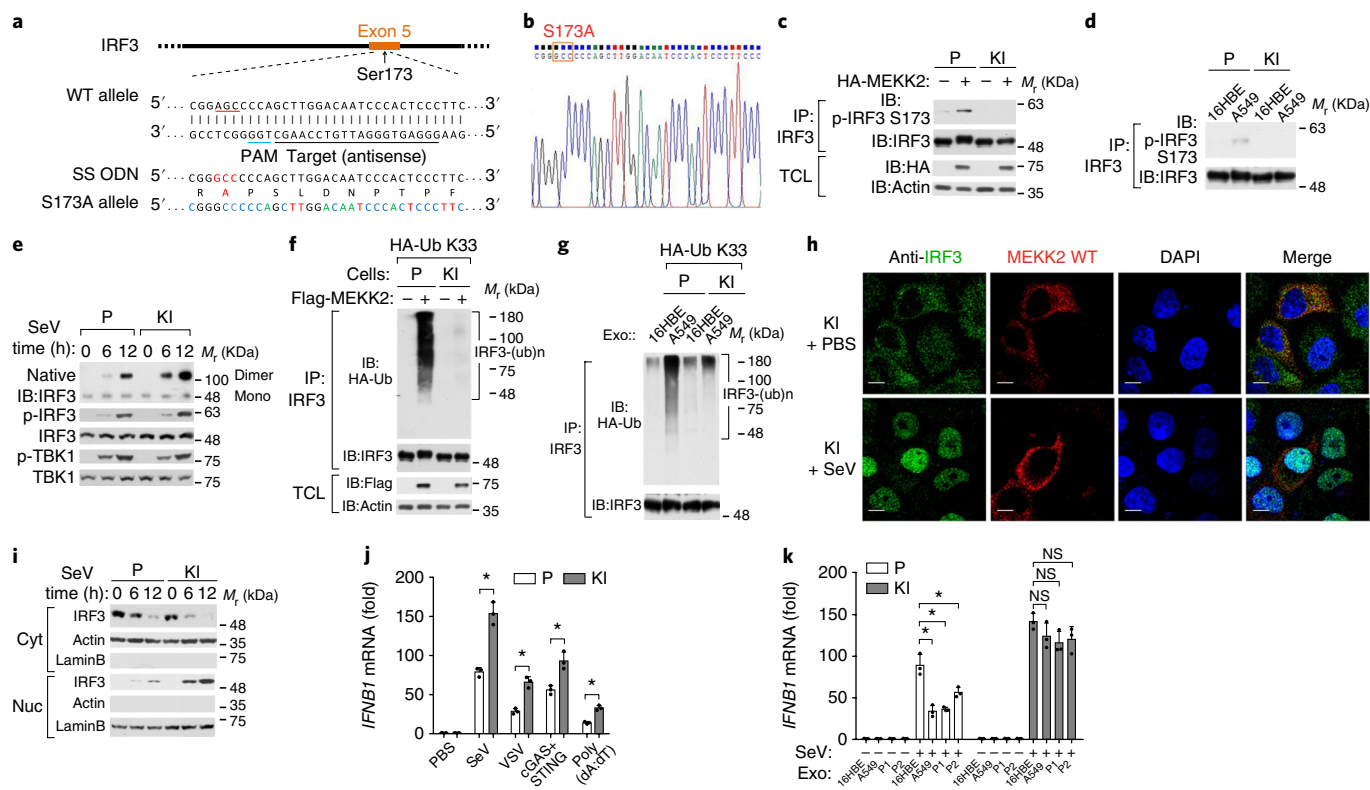 a
Exon 5
IRF3
Ser173
WT allele
5′...CGGAGCCCCAGCTTGGACAATCCCACTCCCTTC...3′
3′...GCCTCGGGGTCGAACCTGTTAGGGTGAGGGAAG...5′
PAM Target (antisense)
SS ODN 5′...CGGGCCCCCAGCTTGGACAATCCCACTCCCTTC...3′
R A P S L D N P T P F
S173A allele 5′...CGGGCCCCCAGCTTGGACAATCCCACTCCCTTC...3′
b
S173A
CGGGCCCCCAGCTTGGACAATCCCACTCCCTTCCC
c
P KI
HA-MEKK2: − + − + Mr (KDa)
IP: IRF3
IB: p-IRF3 S173
63
IB:IRF3
48
TCL
IB:HA
75
IB:Actin
35
d
P KI
16HBE A549 16HBE A549
Mr (KDa)
IP: IRF3
IB: p-IRF3 S173
63
IB:IRF3
48
e
SeV P KI
time (h): 0 6 12 0 6 12 Mr (KDa)
Native 100 Dimer
IB:IRF3 48 Mono
p-IRF3 63
IRF3 48
p-TBK1 75
TBK1 75
f
HA-Ub K33
Cells: P KI
Flag-MEKK2: − + − + Mr (kDa)
IP: IRF3
IB: HA-Ub
180
100
IRF3-(ub)n
75
48
IB:IRF3
48
TCL
IB:Flag
75
IB:Actin
35
g
HA-Ub K33
P KI
Exo:: 16HBE A549 16HBE A549 Mr (kDa)
IP: IRF3
IB: HA-Ub
180
100
IRF3-(ub)n
75
48
IB:IRF3
48
h
Anti-IRF3 MEKK2 WT DAPI Merge
KI + PBS
KI + SeV
i
SeV P KI
time (h): 0 6 12 0 6 12 Mr (kDa)
Cyt
IRF3 48
Actin 35
LaminB 75
Nuc
IRF3 48
Actin 35
LaminB 75
j
P KI
IFNB1 mRNA (fold)
200
150
100
50
0
* * * *
PBS
SeV
VSV
cGAS+ STING
Poly (dA:dT)
k
P
KI
IFNB1 mRNA (fold)
200
150
100
50
0
* * *
NS
NS
NS
SeV: − − − − + + + + − − − − + + + +
Exo: 16HBE A549 P1 P2 16HBE A549 P1 P2 16HBE A549 P1 P2 16HBE A549 P1 P2